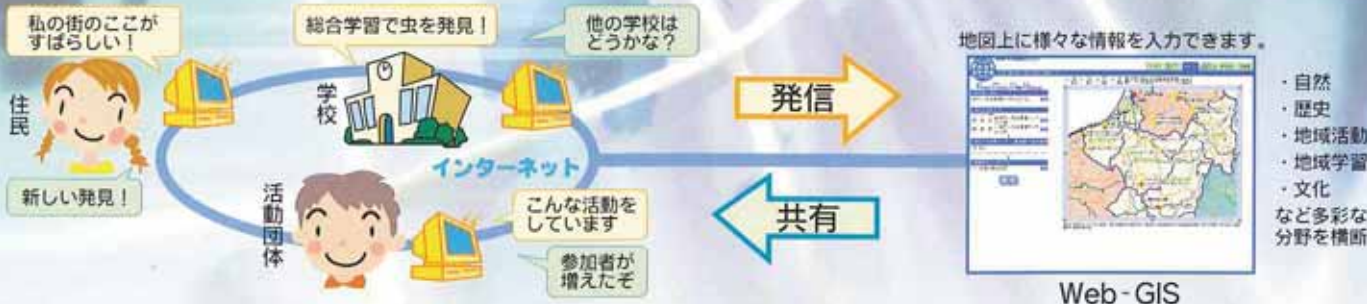 私の街のここが
すばらしい！
総合学習で虫を発見！
他の学校は
どうかな？
住民
学校
インターネット
新しい発見！
活動団体
こんな活動を
しています
参加者が
増えたぞ
発信
共有
地図上に様々な情報を入力できます。
・自然
・歴史
・地域活動
・地域学習
・文化
など多彩な
分野を横断
Web-GIS